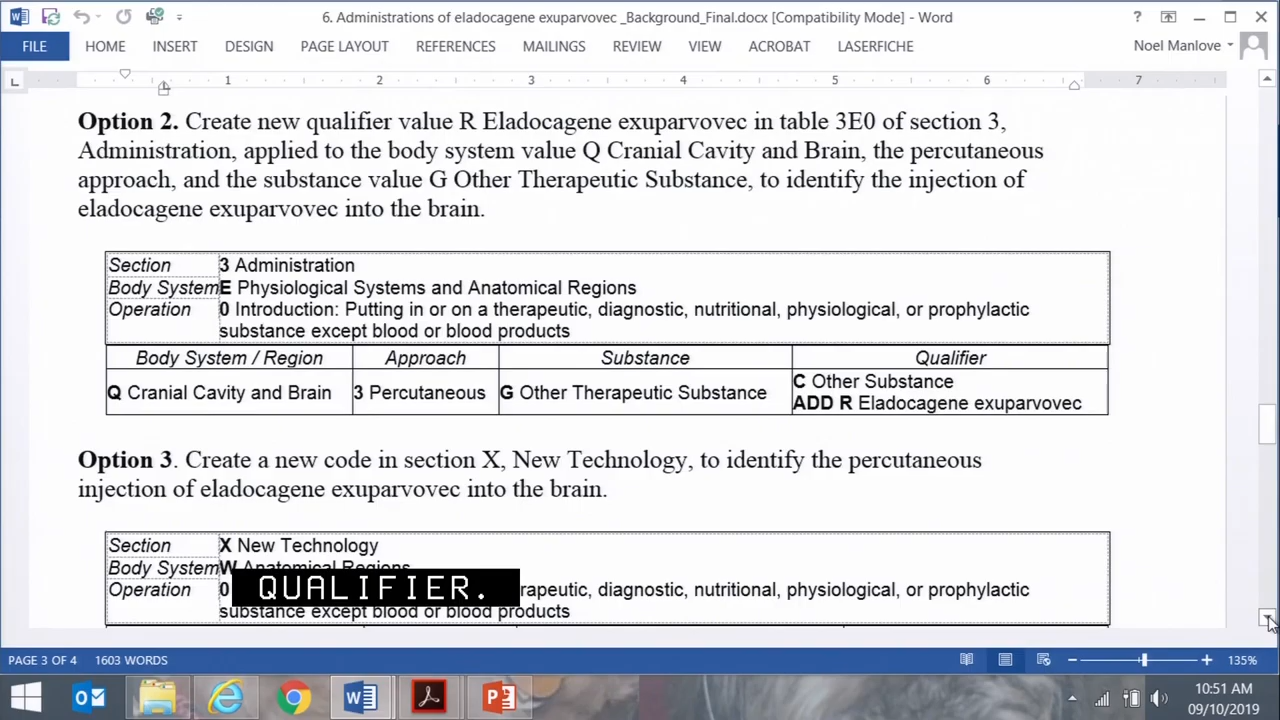 6. Administrations of eladocagene exuparvovec _Background_Final.docx [Compatibility Mode] - Word
FILE HOME INSERT DESIGN PAGE LAYOUT REFERENCES MAILINGS REVIEW VIEW ACROBAT LASERFICHE Noel Manlove
1 2 3 4 5 6 7
Option 2. Create new qualifier value R Eladocagene exuparvovec in table 3E0 of section 3,
Administration, applied to the body system value Q Cranial Cavity and Brain, the percutaneous
approach, and the substance value G Other Therapeutic Substance, to identify the injection of
eladocagene exuparvovec into the brain.
Section 3 Administration
Body System E Physiological Systems and Anatomical Regions
Operation 0 Introduction: Putting in or on a therapeutic, diagnostic, nutritional, physiological, or prophylactic
substance except blood or blood products
Body System / Region Approach Substance Qualifier
Q Cranial Cavity and Brain 3 Percutaneous G Other Therapeutic Substance C Other Substance
ADD R Eladocagene exuparvovec
Option 3. Create a new code in section X, New Technology, to identify the percutaneous
injection of eladocagene exuparvovec into the brain.
Section X New Technology
Body System W Anatomical Regions
Operation 0 rapeutic, diagnostic, nutritional, physiological, or prophylactic
QUALIFIER.
substance except blood or blood products
PAGE 3 OF 4 1603 WORDS 135%
10:51 AM
09/10/2019